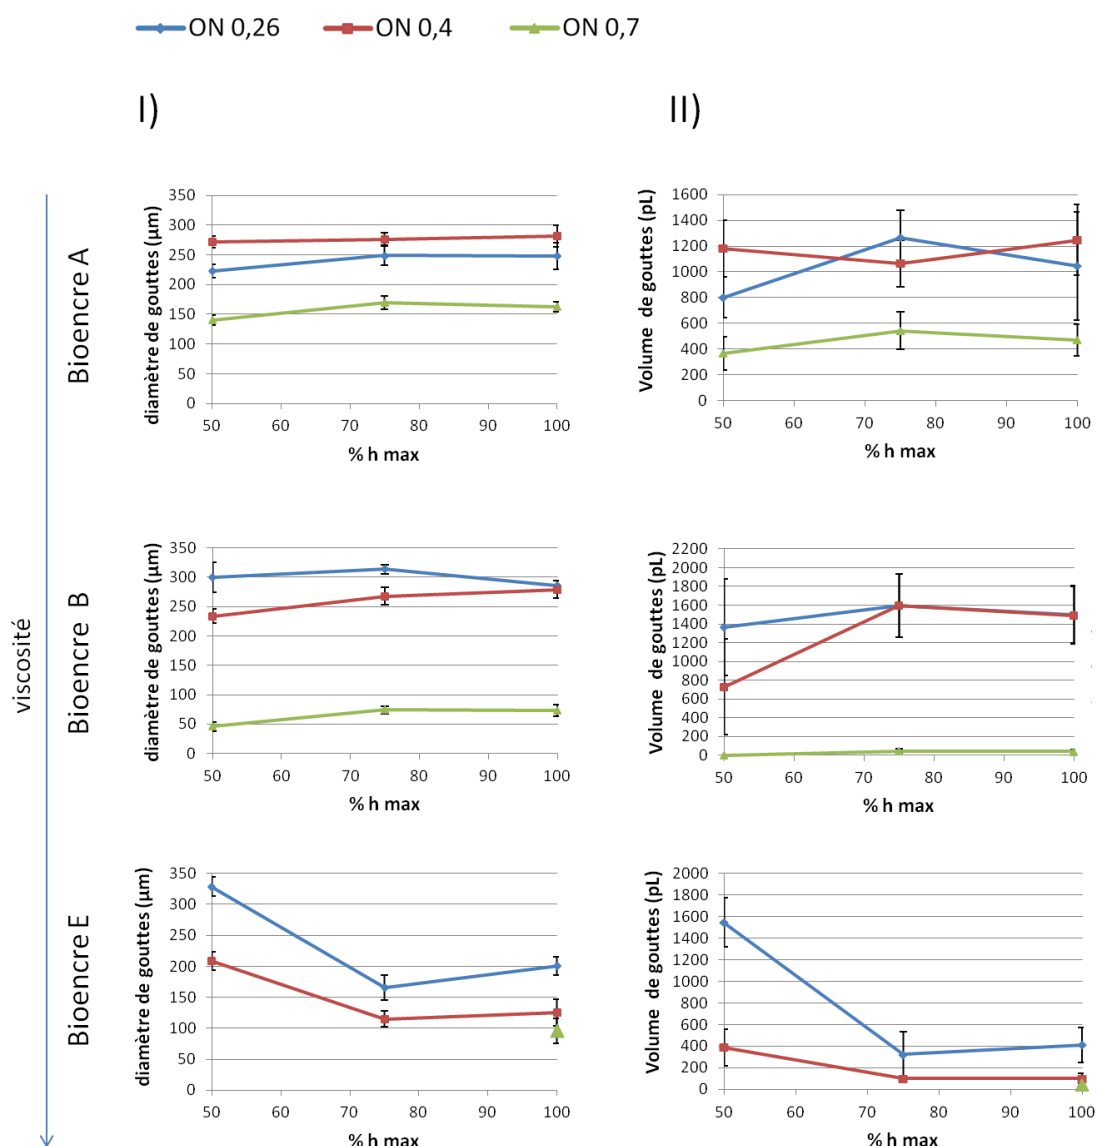 ON 0,26 ON 0,4 ON 0,7
I) II)
viscosité
Bioencre A
diamètre de gouttes (µm)
350
300
250
200
150
100
50
0
50 60 70 80 90 100
% h max
Volume de gouttes (pL)
1600
1400
1200
1000
800
600
400
200
0
50 60 70 80 90 100
% h max
Bioencre B
diamètre de gouttes (µm)
350
300
250
200
150
100
50
0
50 60 70 80 90 100
% h max
Volume de gouttes (pL)
2200
2000
1800
1600
1400
1200
1000
800
600
400
200
0
50 60 70 80 90 100
% h max
Bioencre E
diamètre de gouttes (µm)
350
300
250
200
150
100
50
0
50 60 70 80 90 100
% h max
Volume de gouttes (pL)
2000
1800
1600
1400
1200
1000
800
600
400
200
0
50 60 70 80 90 100
% h max